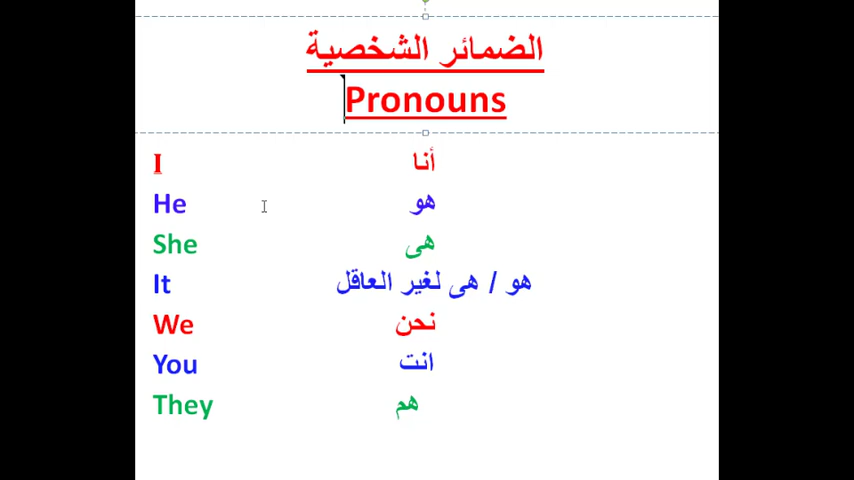 الضمائر الشخصية
Pronouns
I أنا
He هو
She هى
It هو / هى لغير العاقل
We نحن
You انت
They هم